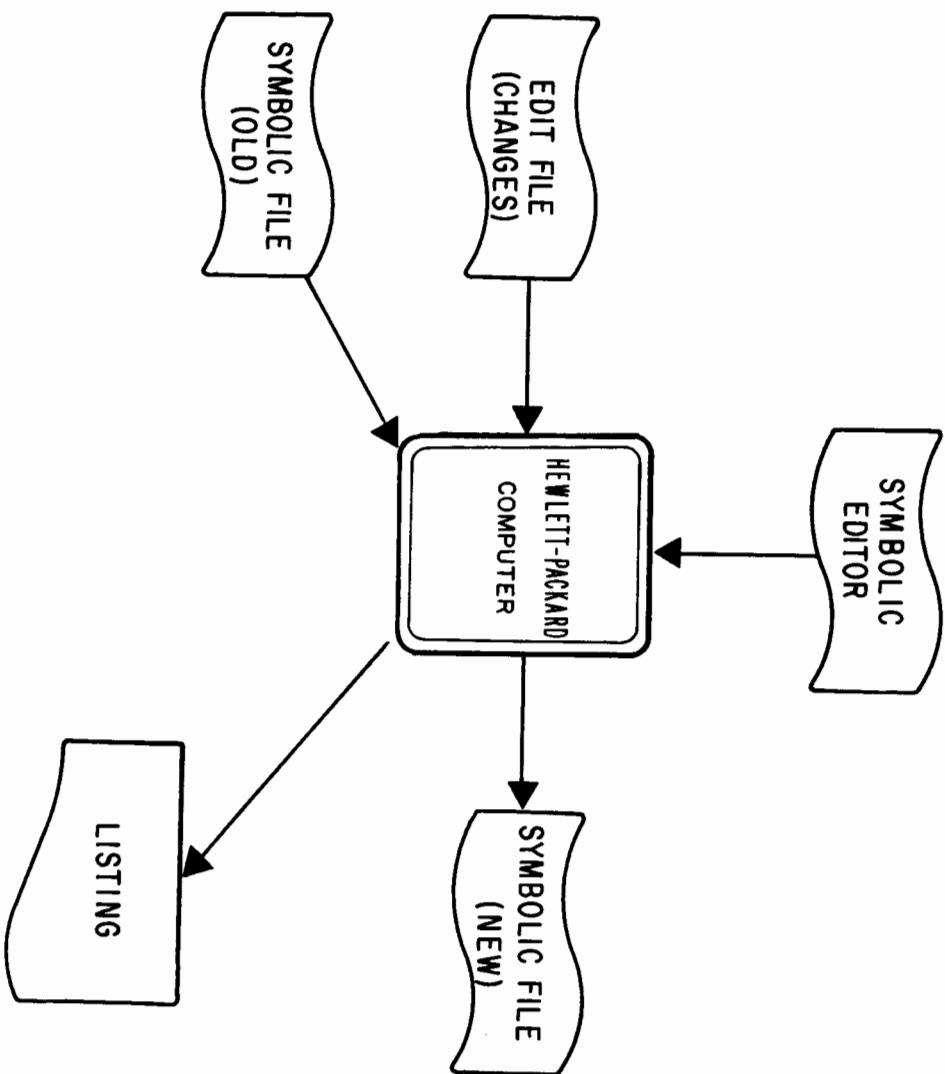 SYMBOLIC
EDITOR
EDIT FILE
(CHANGES)
HEWLETT-PACKARD
COMPUTER
SYMBOLIC FILE
(NEW)
SYMBOLIC FILE
(OLD)
LISTING